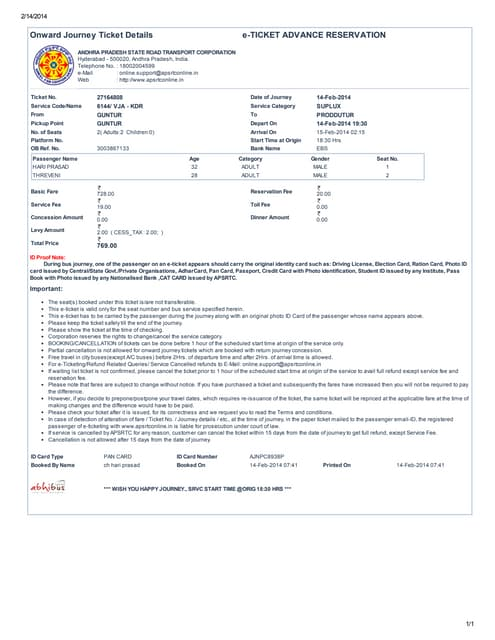 2/14/2014
Onward Journey Ticket Details e-TICKET ADVANCE RESERVATION
ANDHRA PRADESH STATE ROAD TRANSPORT CORPORATION
Hyderabad - 500020, Andhra Pradesh, India.
Telephone No. : 18002004599
e-Mail : online.support@apsrtconline.in
Web : http://www.apsrtconline.in
Ticket No. 27164808 Date of Journey 14-Feb-2014
Service Code/Name 6144/ VJA - KDR Service Category SUPLUX
From GUNTUR To PRODDUTUR
Pickup Point GUNTUR Depart On 14-Feb-2014 19:30
No. of Seats 2( Adults 2 Children 0) Arrival On 15-Feb-2014 02:15
Platform No. Start Time at Origin 18:30 Hrs
OB Ref. No. 3003867133 Bank Name EBS
Passenger Name Age Category Gender Seat No.
HARI PRASAD 32 ADULT MALE 1
THREVENI 28 ADULT MALE 2
Basic Fare ₹ 728.00 Reservation Fee ₹ 20.00
Service Fee ₹ 19.00 Toll Fee ₹ 0.00
Concession Amount ₹ 0.00 Dinner Amount ₹ 0.00
Levy Amount ₹ 2.00 ( CESS_TAX 2.00; )
Total Price ₹ 769.00
ID Proof Note:
During bus journey, one of the passenger on an e-ticket appears should carry the original identity card such as: Driving License, Election Card, Ration Card, Photo ID
card issued by Central/State Govt./Private Organisations, AdharCard, Pan Card, Passport, Credit Card with Photo identification, Student ID issued by any Institute, Pass
Book with Photo issued by any Nationalised Bank ,CAT CARD issued by APSRTC.
Important:
• The seat(s) booked under this ticket is/are not transferable.
• This e-ticket is valid only for the seat number and bus service specified herein.
• This e-ticket has to be carried by the passenger during the journey along with an original photo ID Card of the passenger whose name appears above.
• Please keep the ticket safely till the end of the journey.
• Please show the ticket at the time of checking.
• Corporation reserves the rights to change/cancel the service category.
• BOOKING/CANCELLATION of tickets can be done before 1 hour of the scheduled start time at origin of the service only.
• Partial cancellation is not allowed for onward journey tickets which are booked with return journey concession.
• Free travel in city buses(except A/C buses) before 2Hrs. of departure time and after 2Hrs. of arrival time is allowed.
• For e-Ticketing/Refund Related Queries/ Service Cancelled refunds to E-Mail: online.support@apsrtconline.in
• If waiting list ticket is not confirmed, please cancel the ticket prior to 1 hour of the scheduled start time at origin of the service to avail full refund except service fee and
reservation fee.
• Please note that fares are subject to change without notice. If you have purchased a ticket and subsequently the fares have increased then you will not be required to pay
the difference.
• However, if you decide to prepone/postpone your travel dates, which requires re-issuance of the ticket, the same ticket will be repriced at the applicable fare at the time of
making changes and the difference would have to be paid.
• Please check your ticket after it is issued, for its correctness and we request you to read the Terms and conditions.
• In case of detection of alteration of fare / Ticket No. / Journey details / etc., at the time of journey, in the paper ticket mailed to the passenger email-ID, the registered
passenger of e-ticketing with www.apsrtconline.in is liable for prosecution under court of law.
• If service is cancelled by APSRTC for any reason, customer can cancel the ticket within 15 days from the date of journey to get full refund, except Service Fee.
• Cancellation is not allowed after 15 days from the date of journey.
ID Card Type PAN CARD ID Card Number AJNPC8938P
Booked By Name ch hari prasad Booked On 14-Feb-2014 07:41 Printed On 14-Feb-2014 07:41
abhibus *** WISH YOU HAPPY JOURNEY., SRVC START TIME @ORIG 18:30 HRS ***
1/1